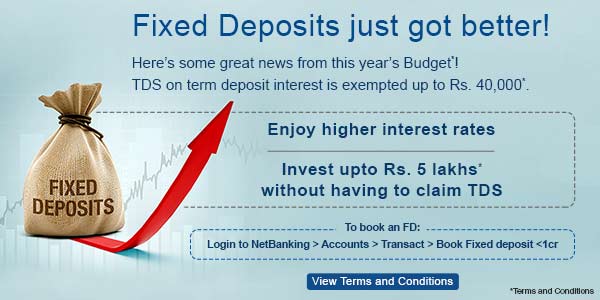 Fixed Deposits just got better!
Here's some great news from this year's Budget*!
TDS on term deposit interest is exempted up to Rs. 40,000*.
Enjoy higher interest rates
Invest upto Rs. 5 lakhs*
without having to claim TDS
FIXED
DEPOSITS
To book an FD:
Login to NetBanking > Accounts > Transact > Book Fixed deposit <1cr
View Terms and Conditions
*Terms and Conditions